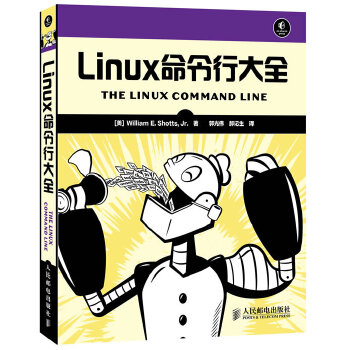 Linux命令行大全
THE LINUX COMMAND LINE
[美] William E. Shotts, Jr. 著 郭光伟 郝记生 译
Linux命令行大全
THE LINUX
COMMAND LINE
人民邮电出版社
人民邮电出版社
POSTS & TELECOM PRESS